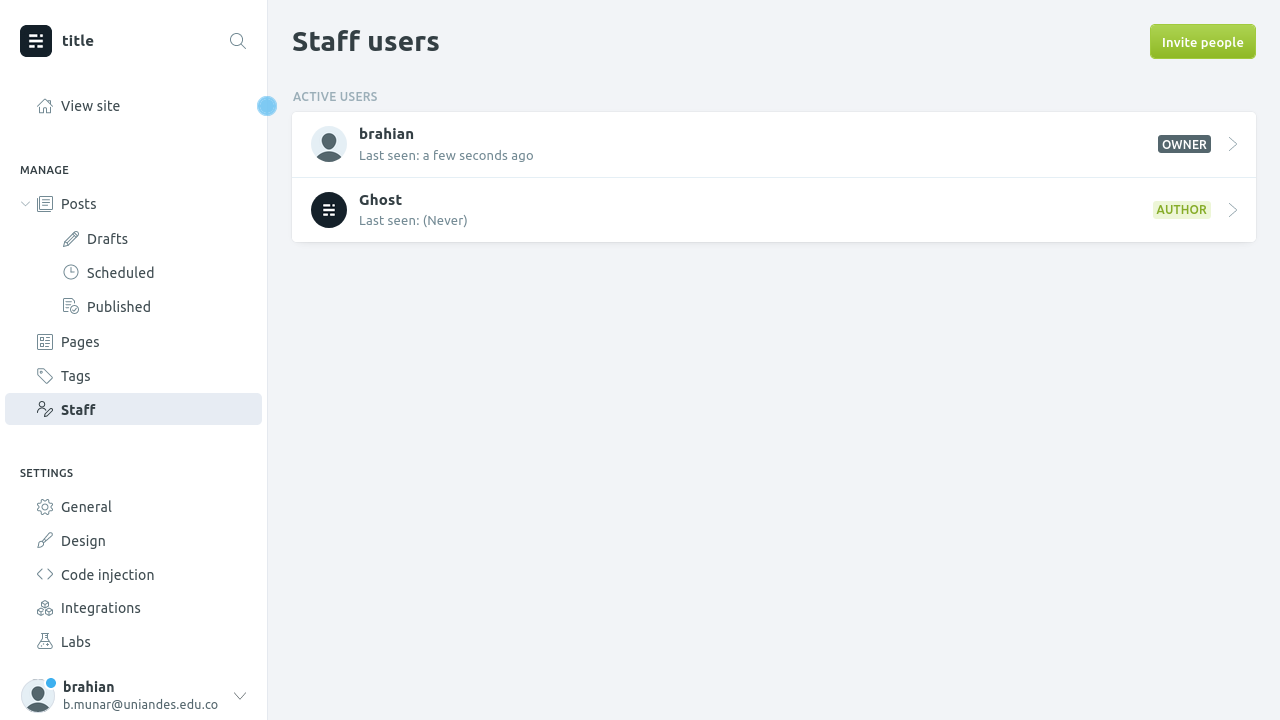 title
View site
MANAGE
Posts
Drafts
Scheduled
Published
Pages
Tags
Staff
SETTINGS
General
Design
Code injection
Integrations
Labs
brahian
b.munar@uniandes.edu.co
Staff users
Invite people
ACTIVE USERS
brahian
Last seen: a few seconds ago
OWNER
Ghost
Last seen: (Never)
AUTHOR